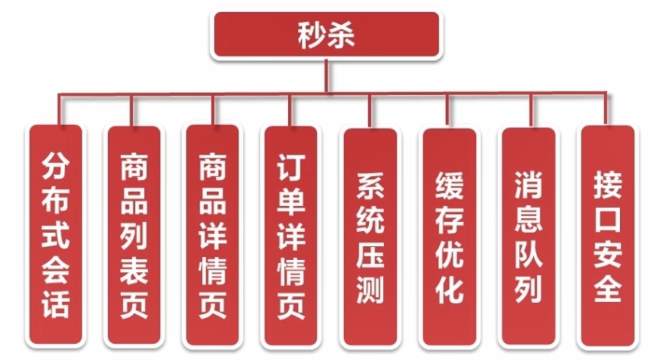 秒杀
分布式会话
商品列表页
商品详情页
订单详情页
系统压测
缓存优化
消息队列
接口安全